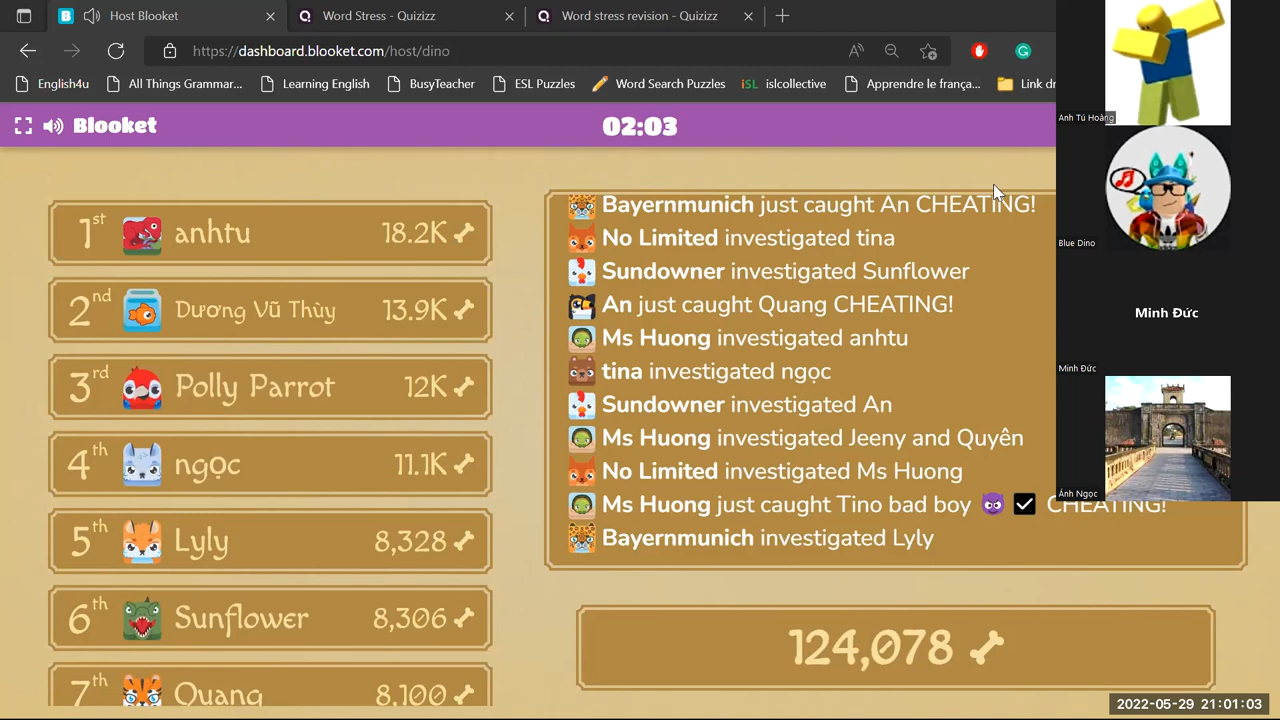 Host Blooket
Word Stress - Quizizz
Word stress revision - Quizizz
https://dashboard.blooket.com/host/dino
English4u
All Things Grammar...
Learning English
BusyTeacher
ESL Puzzles
Word Search Puzzles
iSL islcollective
Apprendre le frança...
Link dr
Blooket
02:03
1st anhtu 18.2K
2nd Dương Vũ Thùy 13.9K
3rd Polly Parrot 12K
4th ngọc 11.1K
5th Lyly 8,328
6th Sunflower 8,306
7th Quang 8,100
Bayernmunich just caught An CHEATING!
No Limited investigated tina
Sundowner investigated Sunflower
An just caught Quang CHEATING!
Ms Huong investigated anhtu
tina investigated ngọc
Sundowner investigated An
Ms Huong investigated Jeeny and Quyên
No Limited investigated Ms Huong
Ms Huong just caught Tino bad boy 😈 ✅ CHEATING!
Bayernmunich investigated Lyly
124,078
Anh Tú Hoàng
Blue Dino
Minh Đức
Minh Đức
Ánh Ngọc
2022-05-29 21:01:03